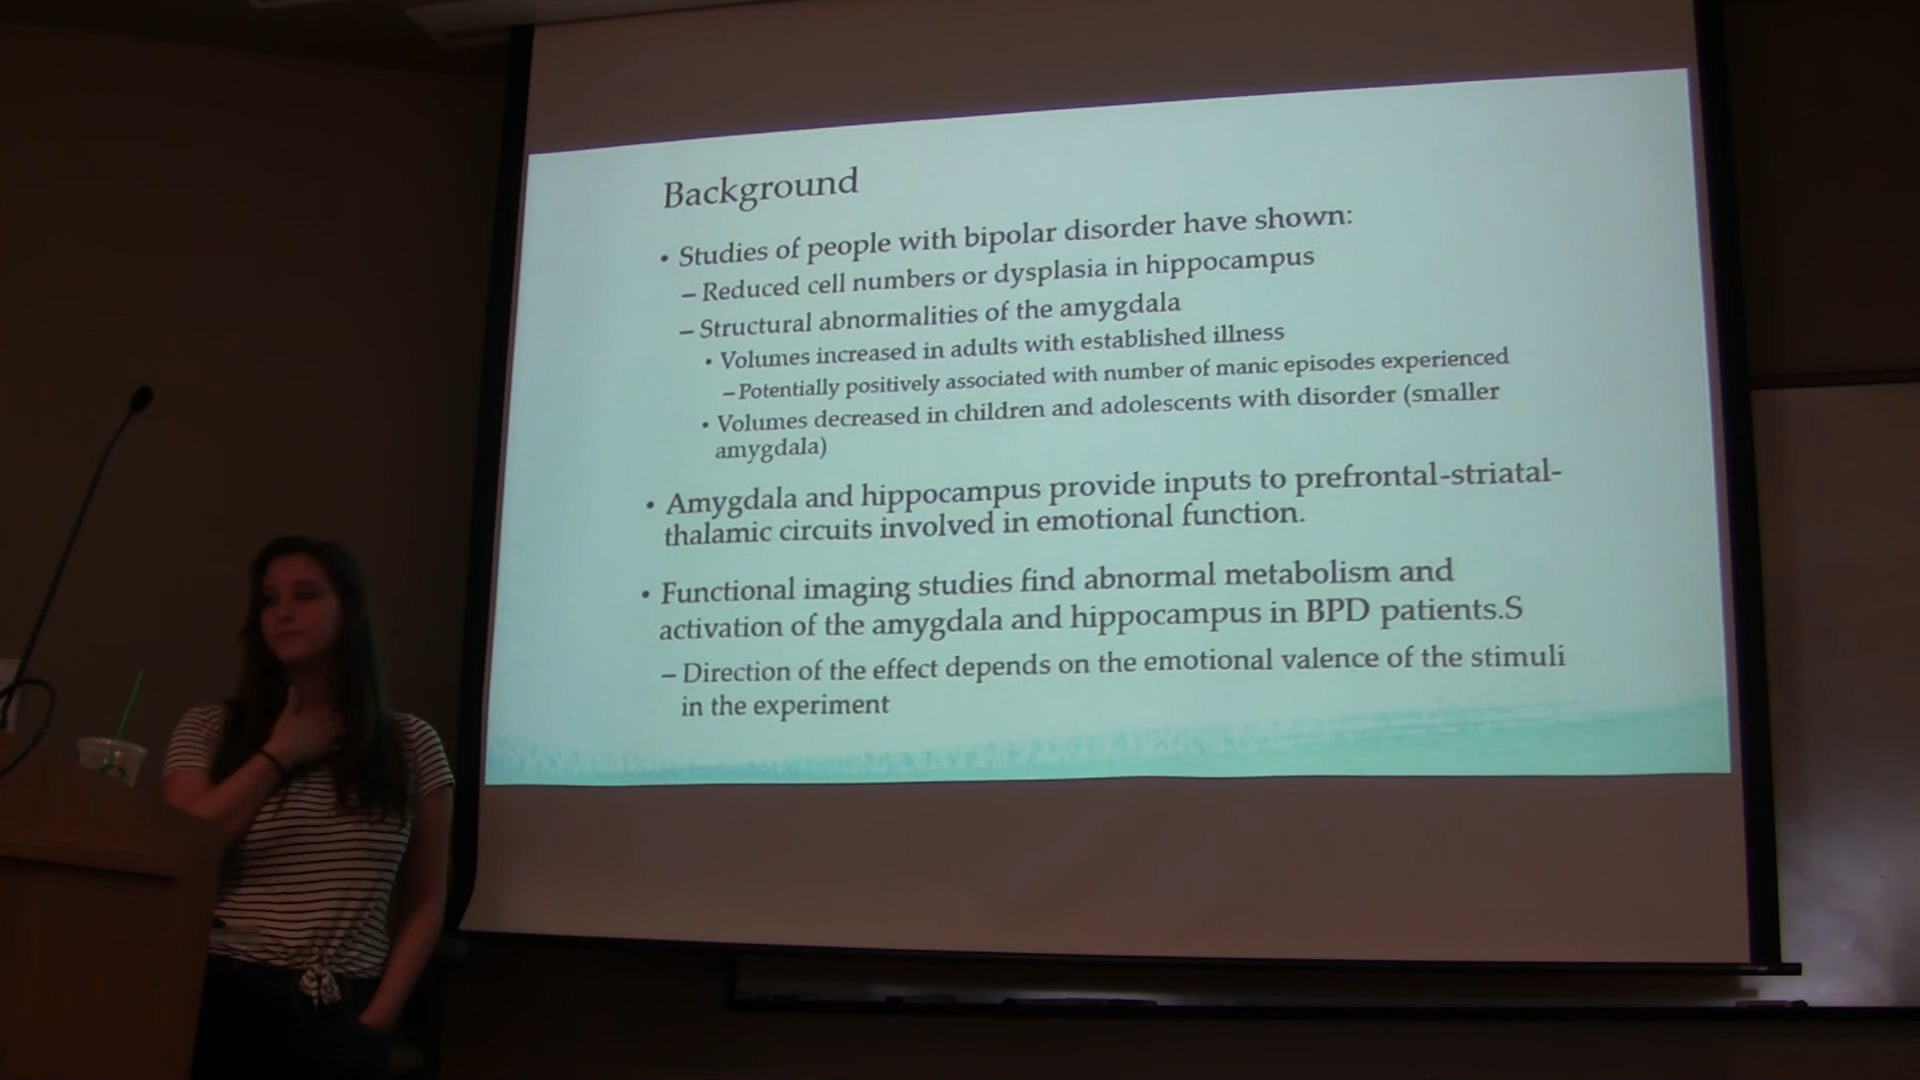 Background
• Studies of people with bipolar disorder have shown:
– Reduced cell numbers or dysplasia in hippocampus
– Structural abnormalities of the amygdala
• Volumes increased in adults with established illness
– Potentially positively associated with number of manic episodes experienced
• Volumes decreased in children and adolescents with disorder (smaller
amygdala)
• Amygdala and hippocampus provide inputs to prefrontal-striatal-
thalamic circuits involved in emotional function.
• Functional imaging studies find abnormal metabolism and
activation of the amygdala and hippocampus in BPD patients.S
– Direction of the effect depends on the emotional valence of the stimuli
in the experiment